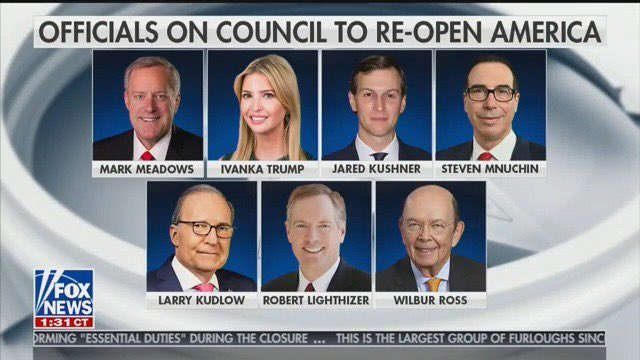 OFFICIALS ON COUNCIL TO RE-OPEN AMERICA
MARK MEADOWS
IVANKA TRUMP
JARED KUSHNER
STEVEN MNUCHIN
LARRY KUDLOW
ROBERT LIGHTHIZER
WILBUR ROSS
FOX
NEWS
1:31 CT
ORMING "ESSENTIAL DUTIES" DURING THE CLOSURE ... THIS IS THE LARGEST GROUP OF FURLOUGHS SINC